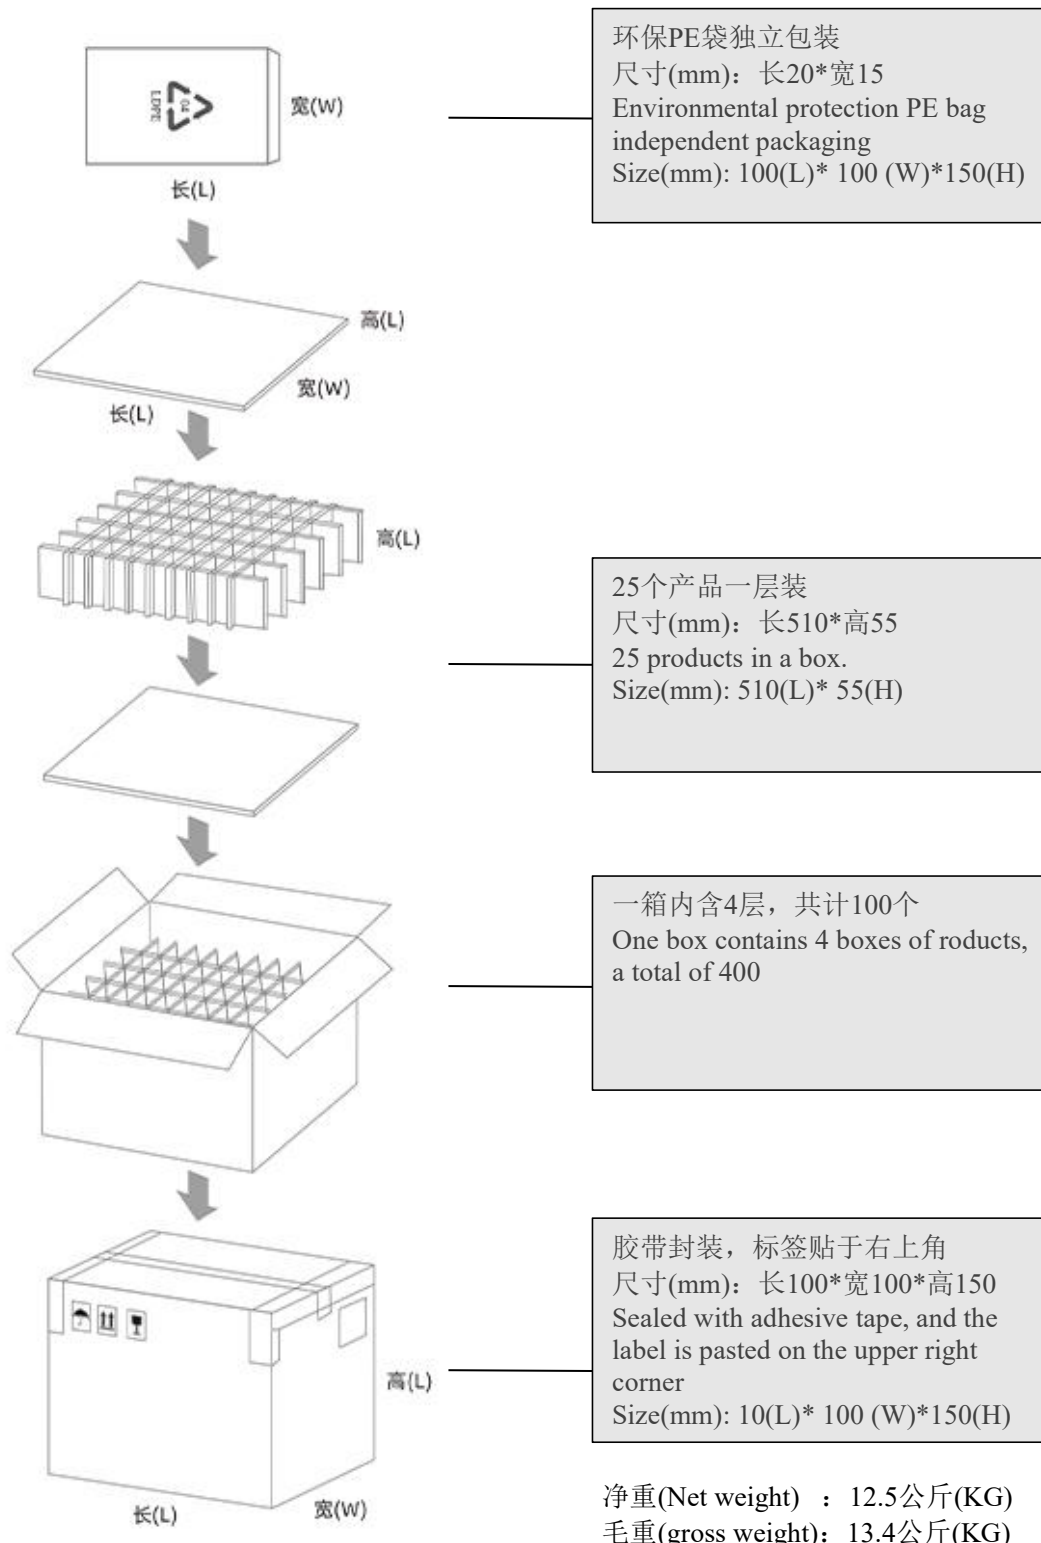 环保PE袋独立包装
尺寸(mm)：长20*宽15
Environmental protection PE bag
independent packaging
Size(mm): 100(L)* 100 (W)*150(H)
04
LDPE
宽(W)
长(L)
高(L)
宽(W)
长(L)
高(L)
25个产品一层装
尺寸(mm)：长510*高55
25 products in a box.
Size(mm): 510(L)* 55(H)
一箱内含4层，共计100个
One box contains 4 boxes of roducts,
a total of 400
胶带封装，标签贴于右上角
尺寸(mm)：长100*宽100*高150
Sealed with adhesive tape, and the
label is pasted on the upper right
corner
Size(mm): 10(L)* 100 (W)*150(H)
高(L)
长(L)
宽(W)
净重(Net weight) ：12.5公斤(KG)
毛重(gross weight)：13.4公斤(KG)